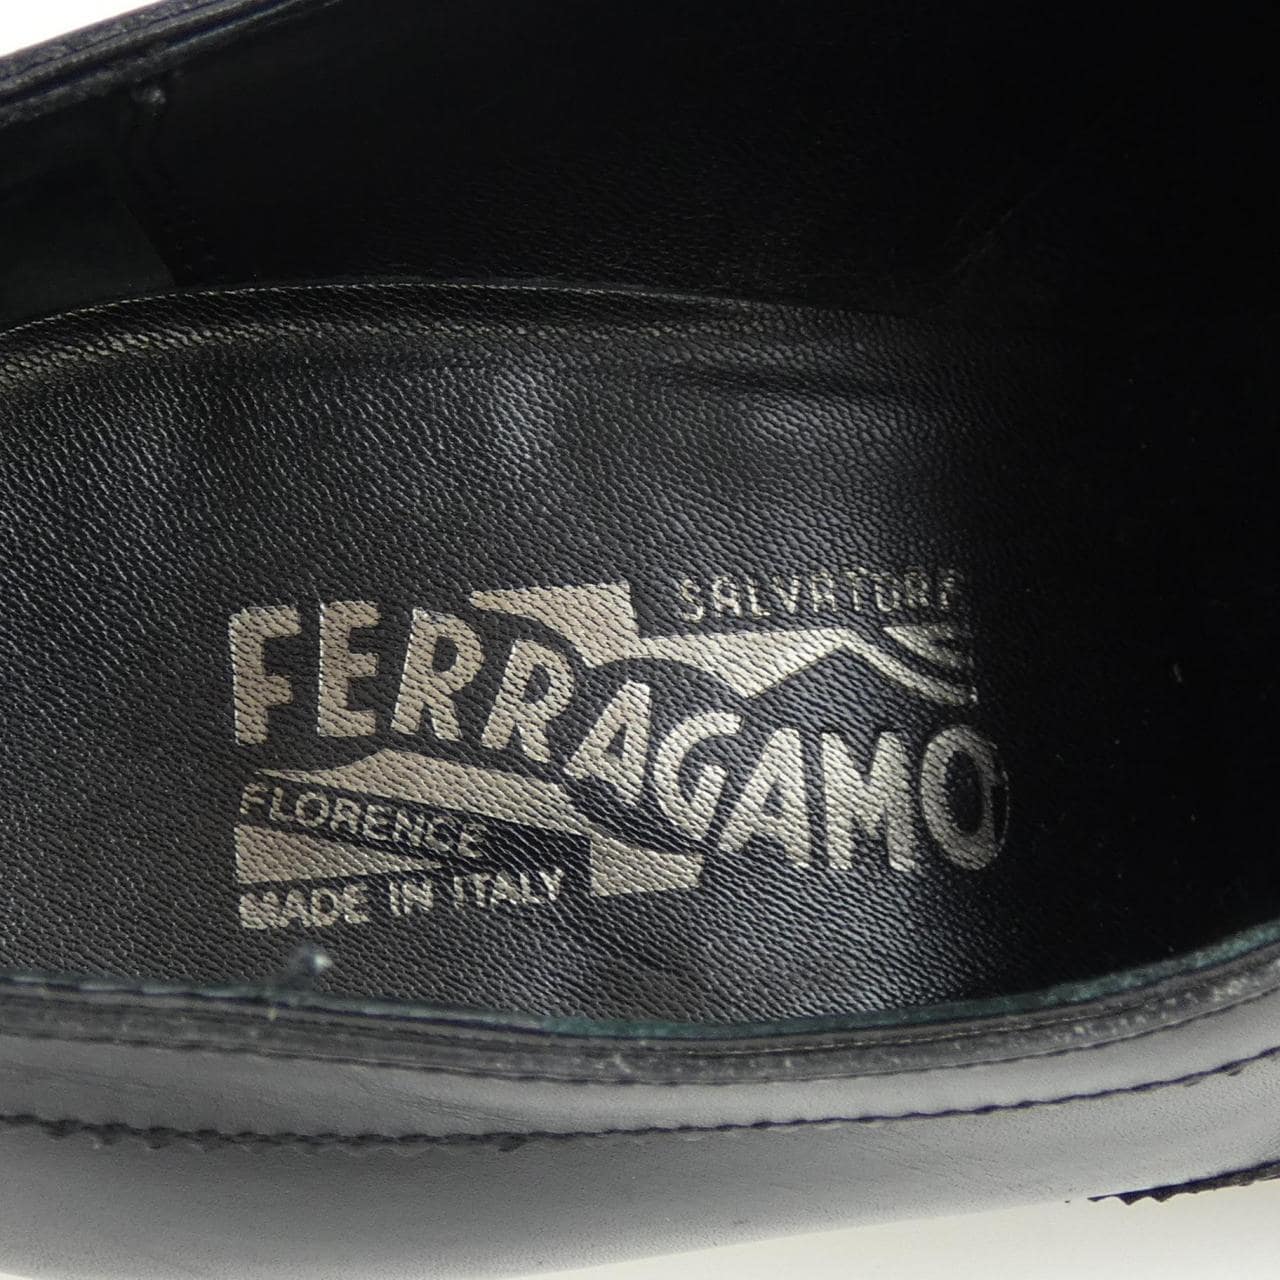 SALVATORE
FERRAGAMO
FLORENCE
MADE IN ITALY